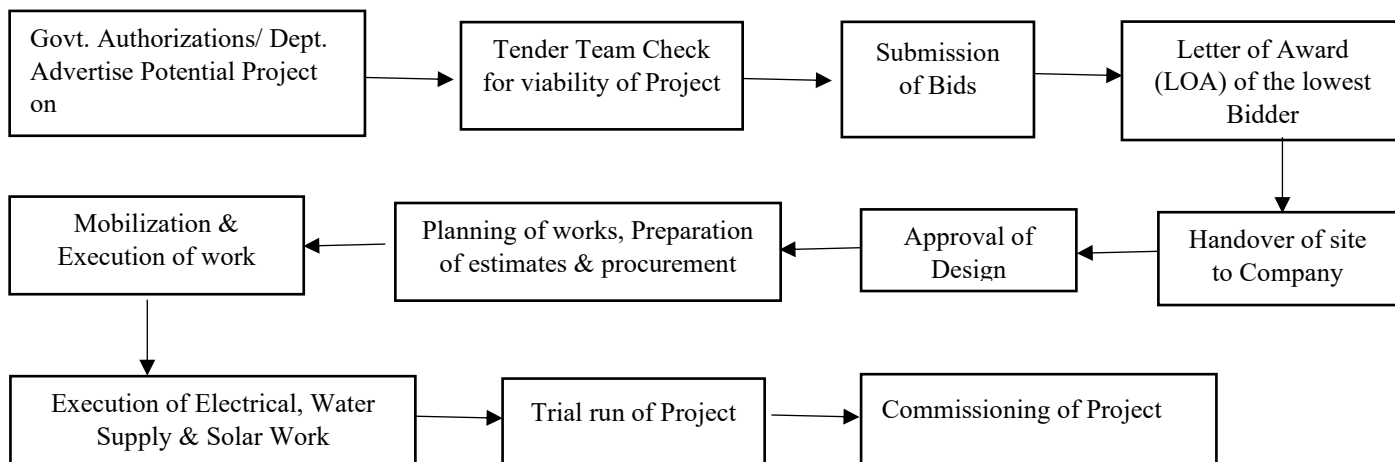 Govt. Authorizations/ Dept.
Advertise Potential Project
on
Tender Team Check
for viability of Project
Submission
of Bids
Letter of Award
(LOA) of the lowest
Bidder
Handover of site
to Company
Approval of
Design
Planning of works, Preparation
of estimates & procurement
Mobilization &
Execution of work
Execution of Electrical, Water
Supply & Solar Work
Trial run of Project
Commissioning of Project